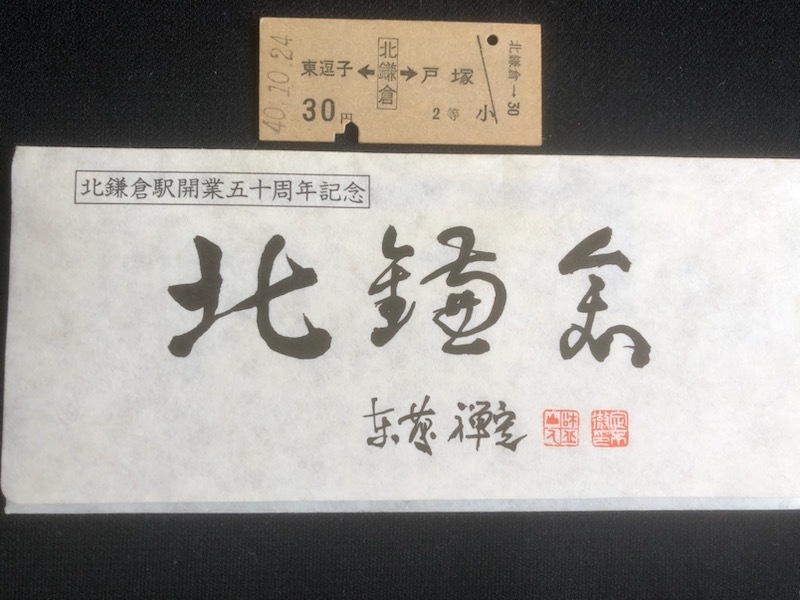 40.10.24
東逗子 ← 北鎌倉 → 戸塚
30円
2等 小
北鎌倉→30
北鎌倉駅開業五十周年記念
北鎌倉